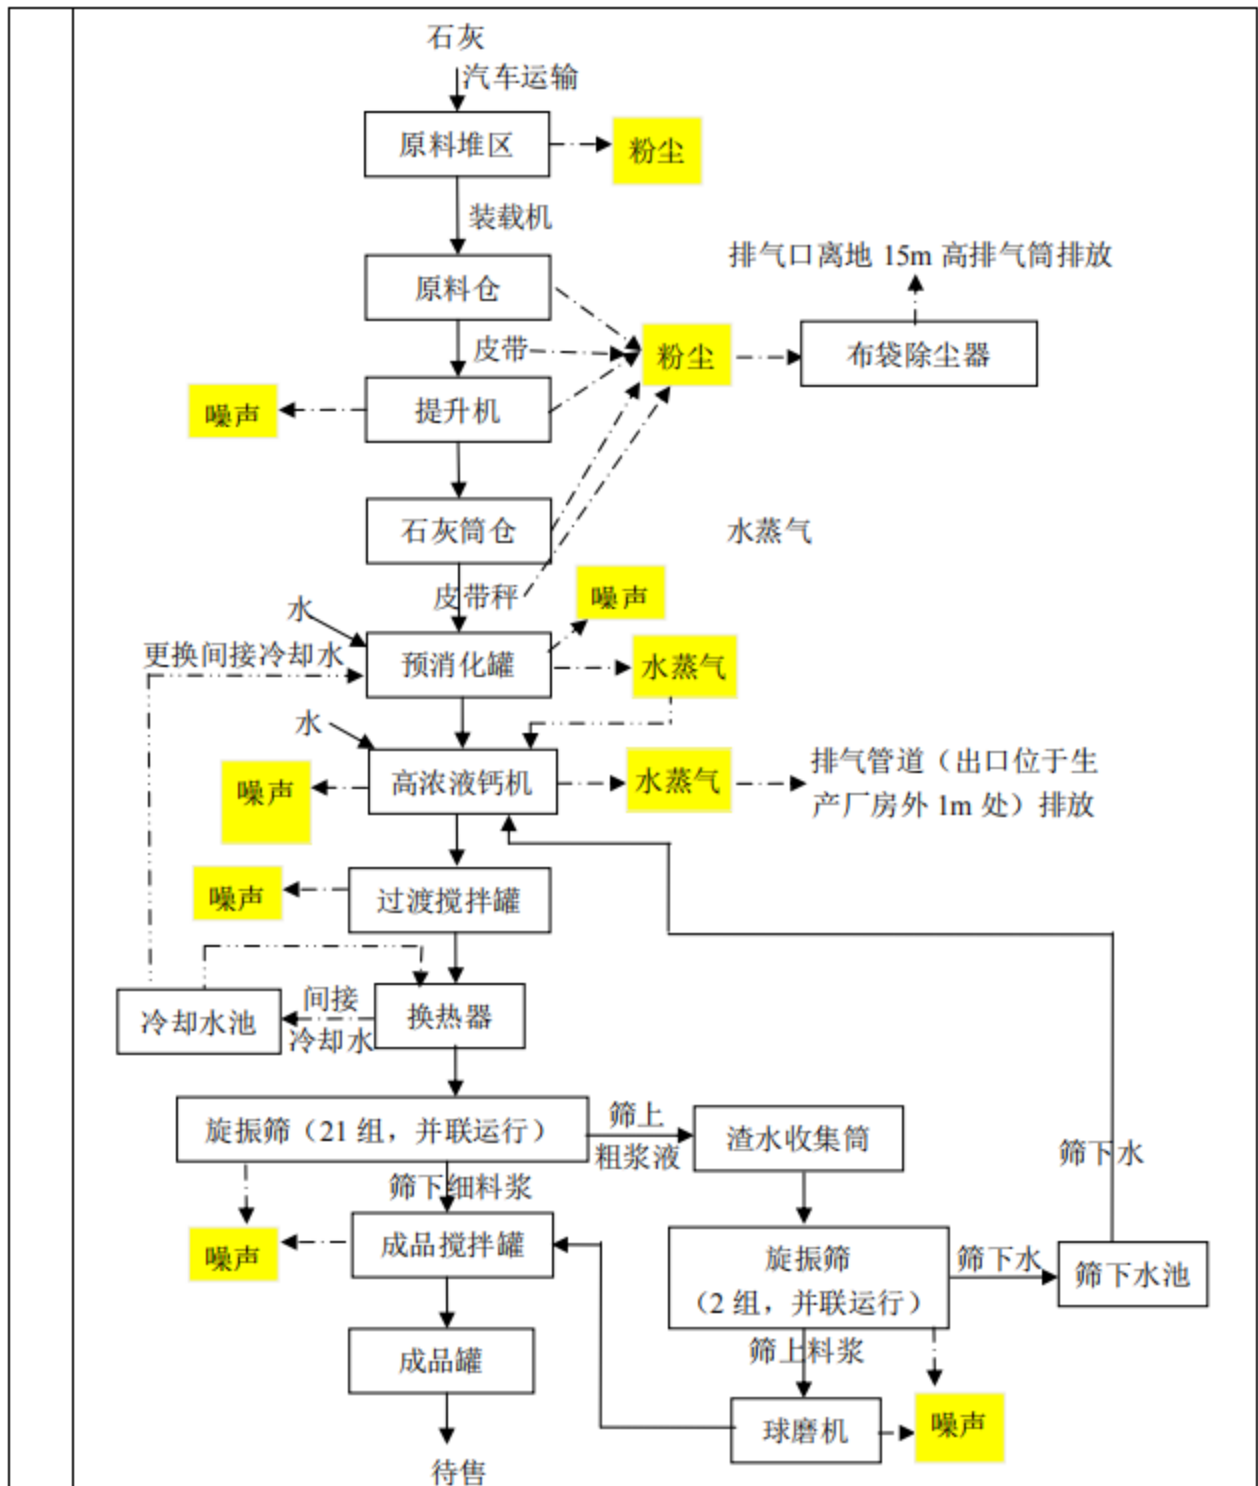 石灰
汽车运输
原料堆区
粉尘
装载机
排气口离地 15m 高排气筒排放
原料仓
皮带
粉尘
布袋除尘器
噪声
提升机
石灰筒仓
水蒸气
皮带秤
噪声
水
更换间接冷却水
预消化罐
水蒸气
水
噪声
高浓液钙机
水蒸气
排气管道（出口位于生
产厂房外 1m 处）排放
噪声
过渡搅拌罐
冷却水池
间接
冷却水
换热器
旋振筛（21 组，并联运行）
筛上
粗浆液
渣水收集筒
筛下水
筛下细料浆
噪声
成品搅拌罐
旋振筛
（2 组，并联运行）
筛下水
筛下水池
成品罐
筛上料浆
球磨机
噪声
待售